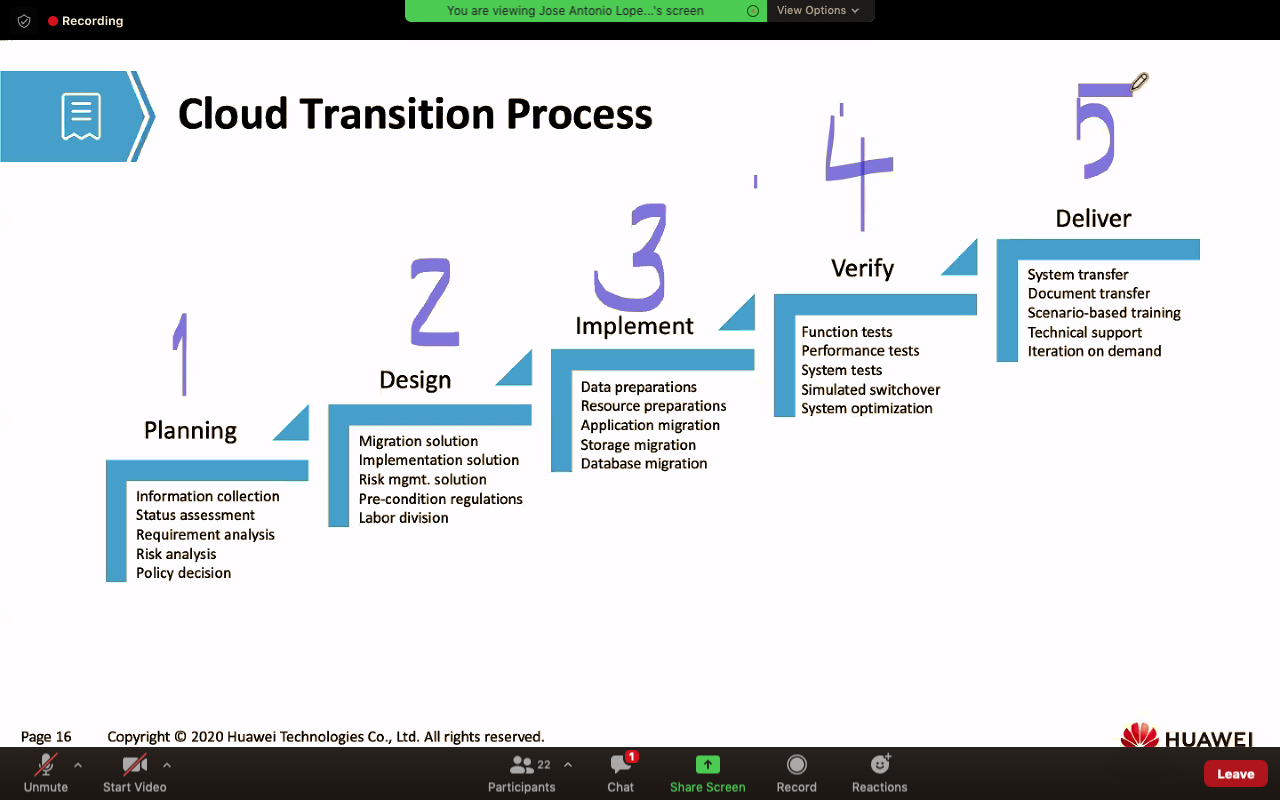 Recording
You are viewing Jose Antonio Lope...'s screen
View Options
Cloud Transition Process
1
Planning
Information collection
Status assessment
Requirement analysis
Risk analysis
Policy decision
2
Design
Migration solution
Implementation solution
Risk mgmt. solution
Pre-condition regulations
Labor division
3
Implement
Data preparations
Resource preparations
Application migration
Storage migration
Database migration
4
Verify
Function tests
Performance tests
System tests
Simulated switchover
System optimization
5
Deliver
System transfer
Document transfer
Scenario-based training
Technical support
Iteration on demand
Page 16
Copyright © 2020 Huawei Technologies Co., Ltd. All rights reserved.
HUAWEI
Unmute
Start Video
22
Participants
1
Chat
Share Screen
Record
Reactions
Leave